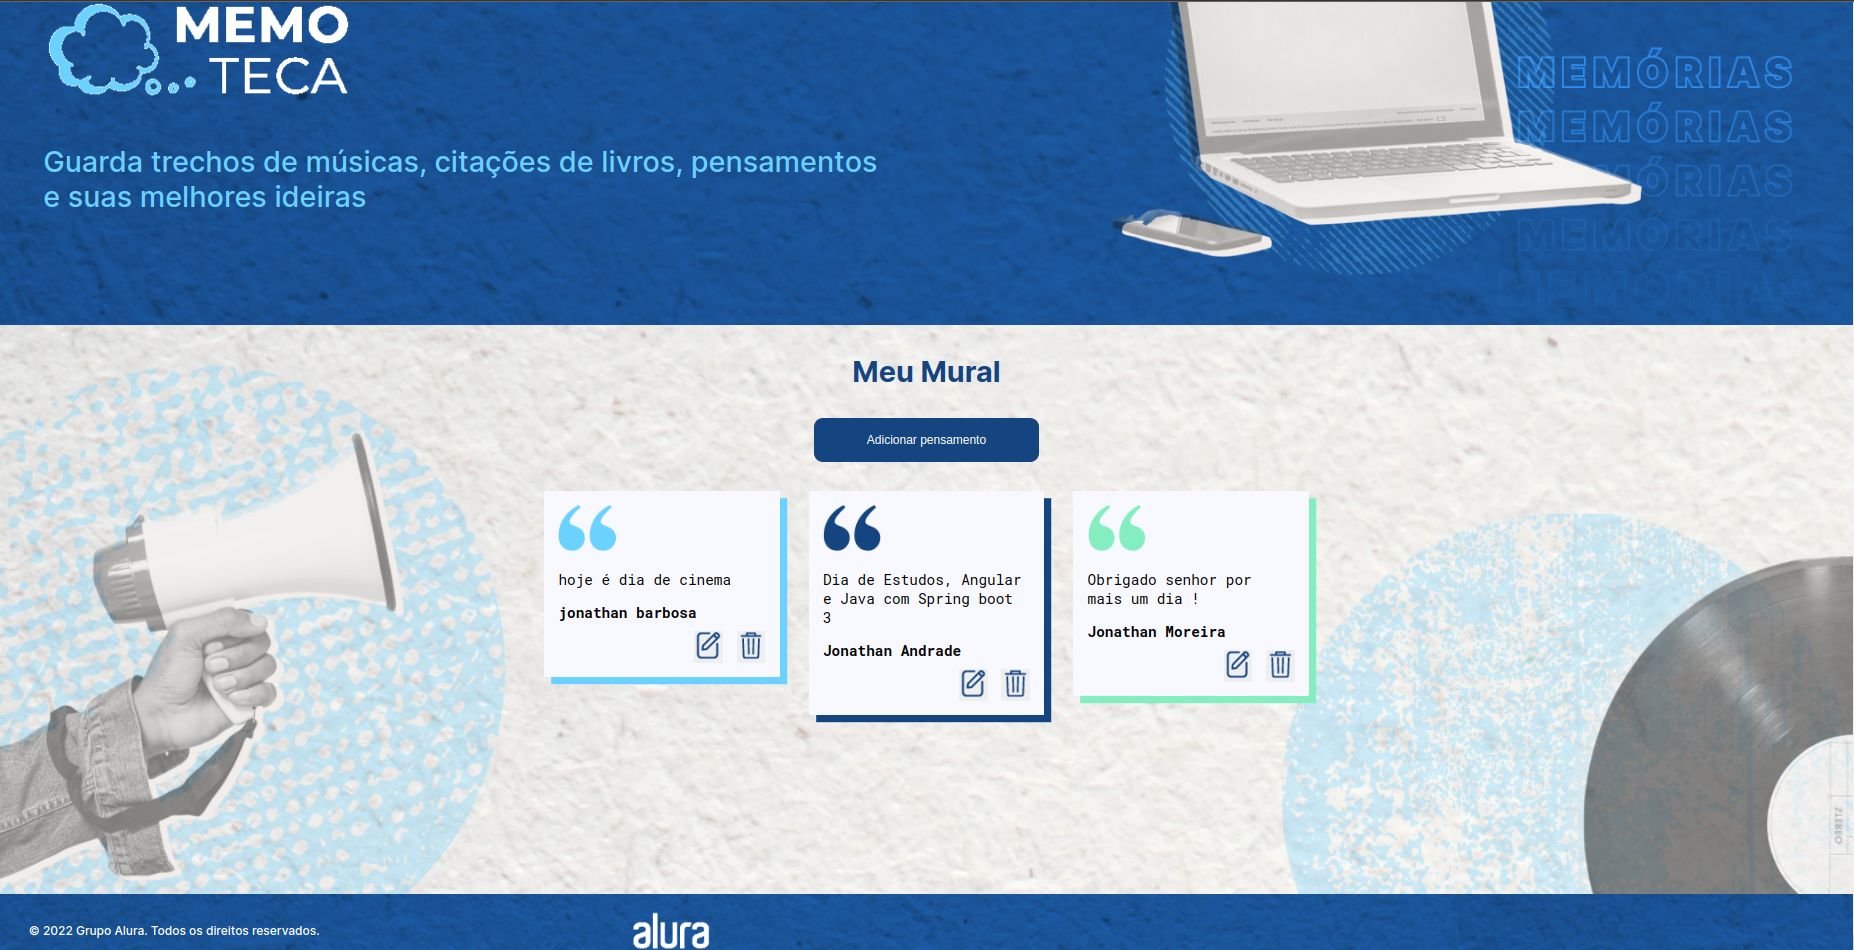 MEMO
TECA
Guarda trechos de músicas, citações de livros, pensamentos
e suas melhores ideiras
MEMÓRIAS
MEMÓRIAS
MEMÓRIAS
MEMÓRIAS
MEMÓRIAS
Meu Mural
Adicionar pensamento
hoje é dia de cinema
jonathan barbosa
Dia de Estudos, Angular
e Java com Spring boot
3
Jonathan Andrade
Obrigado senhor por
mais um dia !
Jonathan Moreira
STEREO
© 2022 Grupo Alura. Todos os direitos reservados.
alura